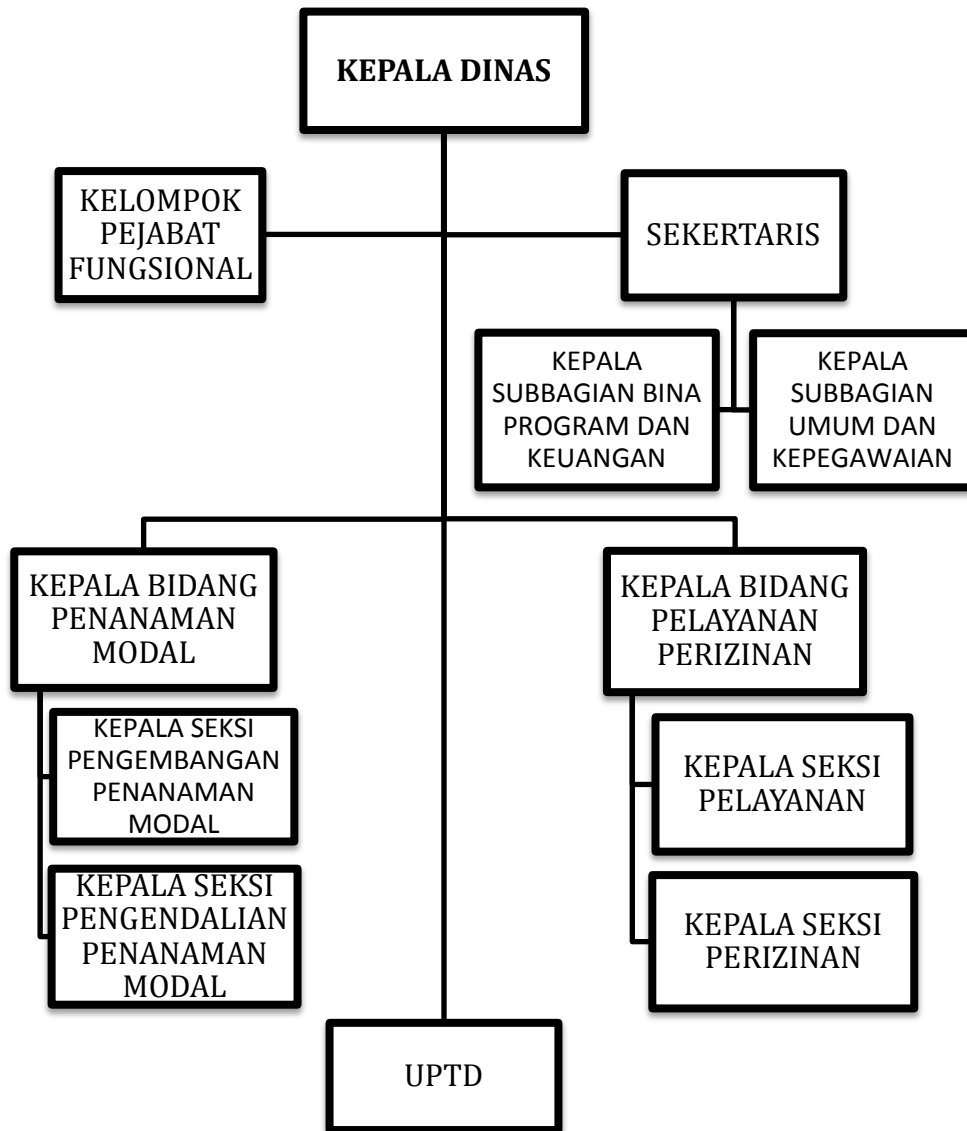 KEPALA DINAS
KELOMPOK
PEJABAT
FUNGSIONAL
SEKERTARIS
KEPALA
SUBBAGIAN BINA
PROGRAM DAN
KEUANGAN
KEPALA
SUBBAGIAN
UMUM DAN
KEPEGAWAIAN
KEPALA BIDANG
PENANAMAN
MODAL
KEPALA BIDANG
PELAYANAN
PERIZINAN
KEPALA SEKSI
PENGEMBANGAN
PENANAMAN
MODAL
KEPALA SEKSI
PELAYANAN
KEPALA SEKSI
PENGENDALIAN
PENANAMAN
MODAL
KEPALA SEKSI
PERIZINAN
UPTD